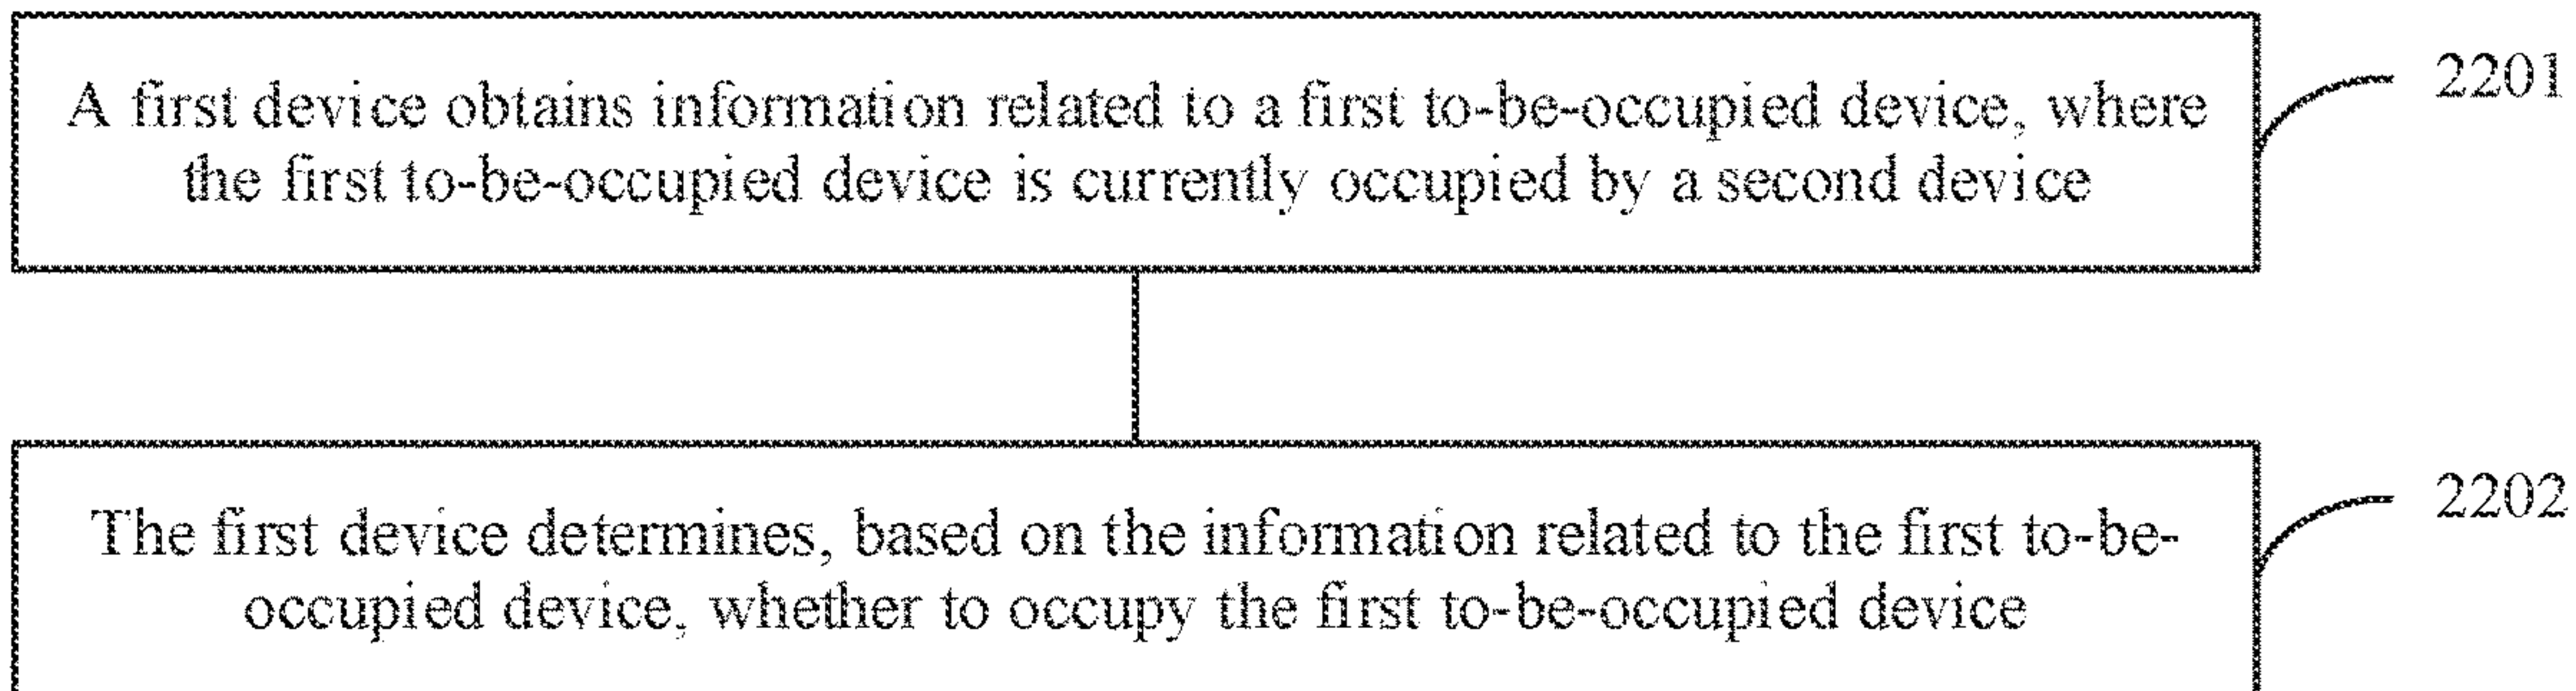 A first device obtains information related to a first to-be-occupied device, where
the first to-be-occupied device is currently occupied by a second device
2201
The first device determines, based on the information related to the first to-be-
occupied device, whether to occupy the first to-be-occupied device
2202